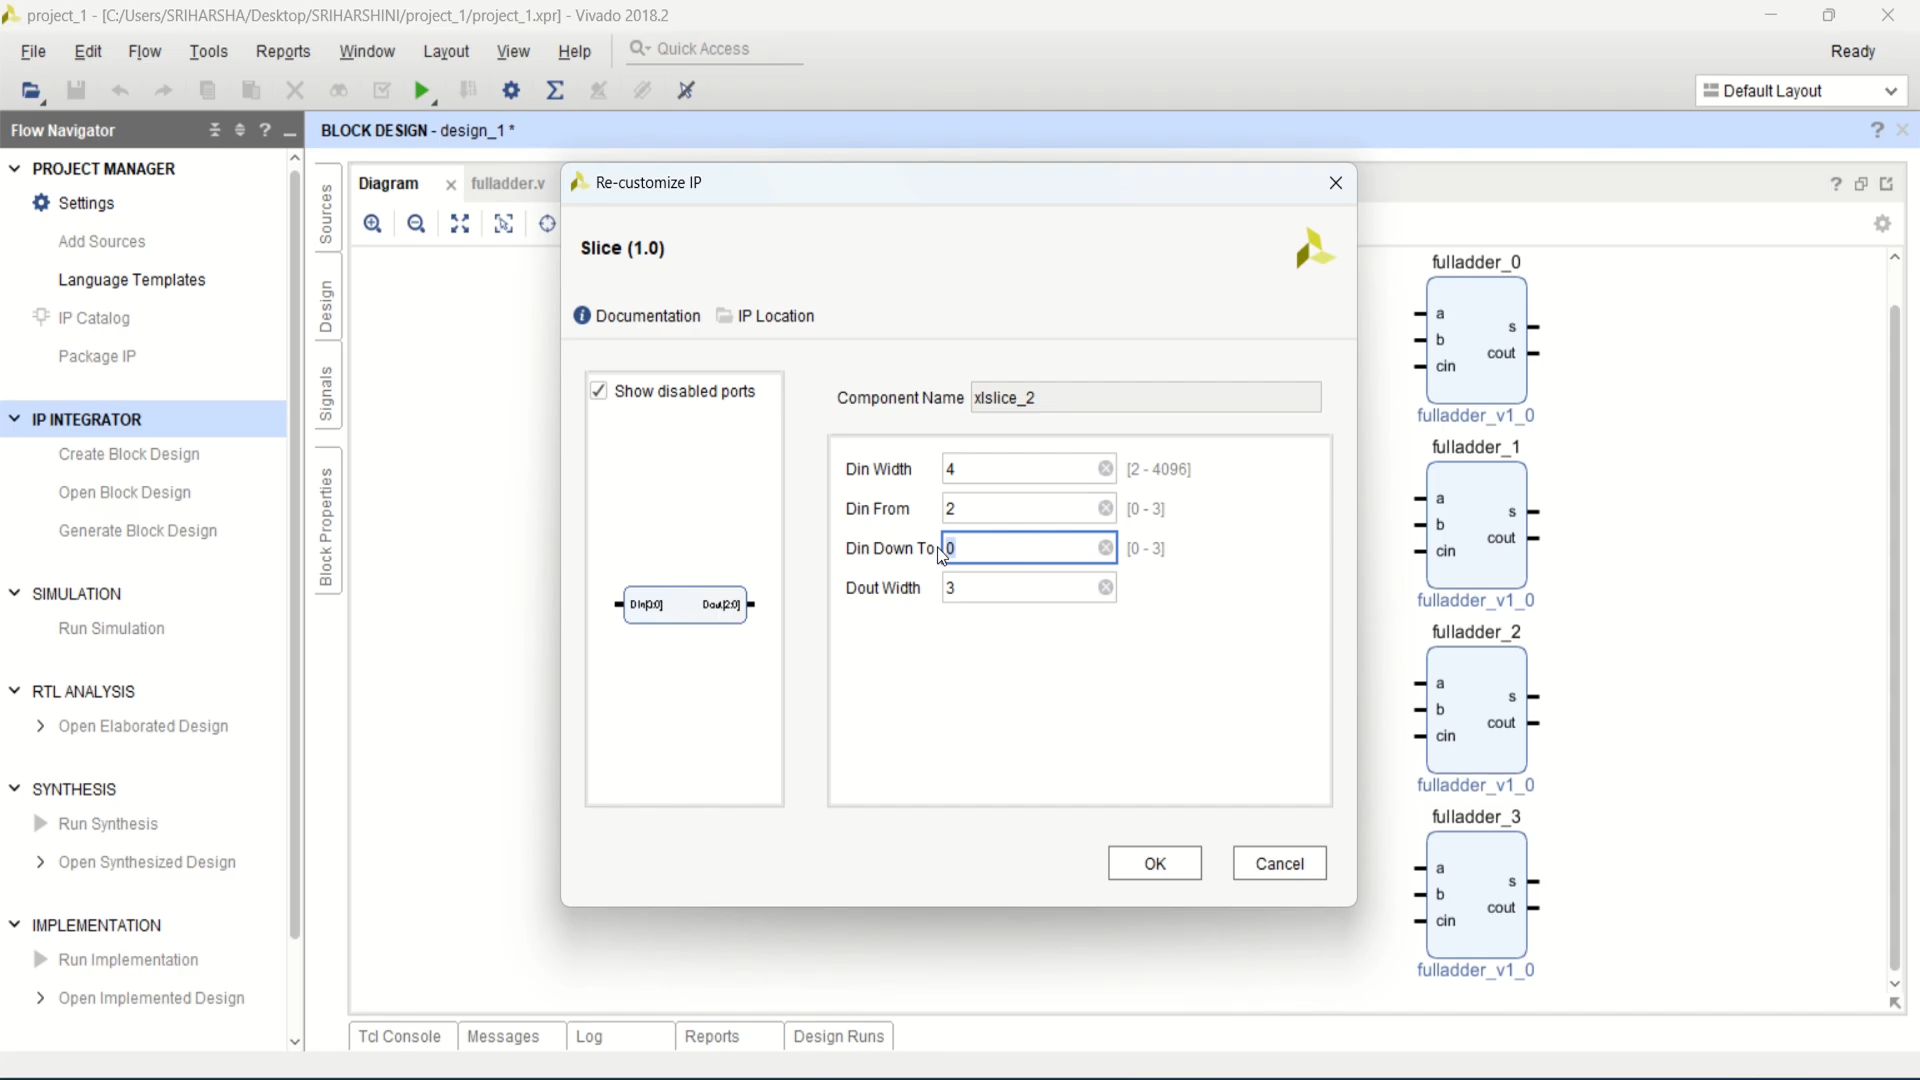 project_1 - [C:/Users/SRIHARSHA/Desktop/SRIHARSHINI/project_1/project_1.xpr] - Vivado 2018.2
File Edit Flow Tools Reports Window Layout View Help Quick Access Ready
Default Layout
Flow Navigator
BLOCK DESIGN - design_1 *
PROJECT MANAGER
Settings
Add Sources
Language Templates
IP Catalog
Package IP
IP INTEGRATOR
Create Block Design
Open Block Design
Generate Block Design
SIMULATION
Run Simulation
RTL ANALYSIS
Open Elaborated Design
SYNTHESIS
Run Synthesis
Open Synthesized Design
IMPLEMENTATION
Run Implementation
Open Implemented Design
Sources
Design
Signals
Block Properties
Diagram
fulladder.v
Re-customize IP
Slice (1.0)
Documentation IP Location
Show disabled ports
Component Name xlslice_2
Din Width 4 [2 - 4096]
Din From 2 [0 - 3]
Din Down To 0 [0 - 3]
Dout Width 3
Din[3:0] Dout[2:0]
OK Cancel
fulladder_0
a
b
cin
s
cout
fulladder_v1_0
fulladder_1
a
b
cin
s
cout
fulladder_v1_0
fulladder_2
a
b
cin
s
cout
fulladder_v1_0
fulladder_3
a
b
cin
s
cout
fulladder_v1_0
Tcl Console Messages Log Reports Design Runs